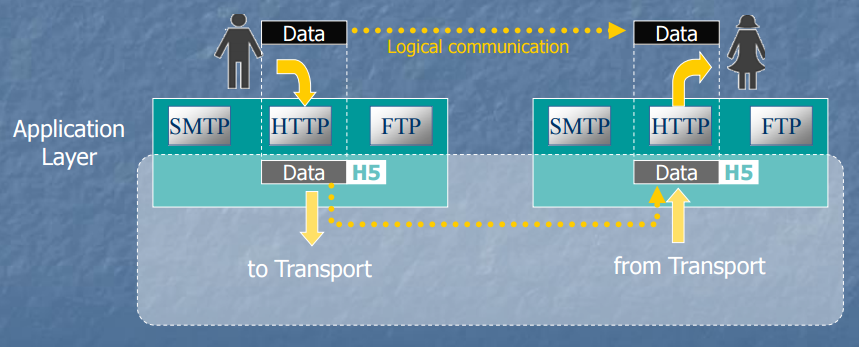 Data
Data
Logical communication
Application
Layer
SMTP HTTP FTP
SMTP HTTP FTP
Data H5
Data H5
to Transport
from Transport